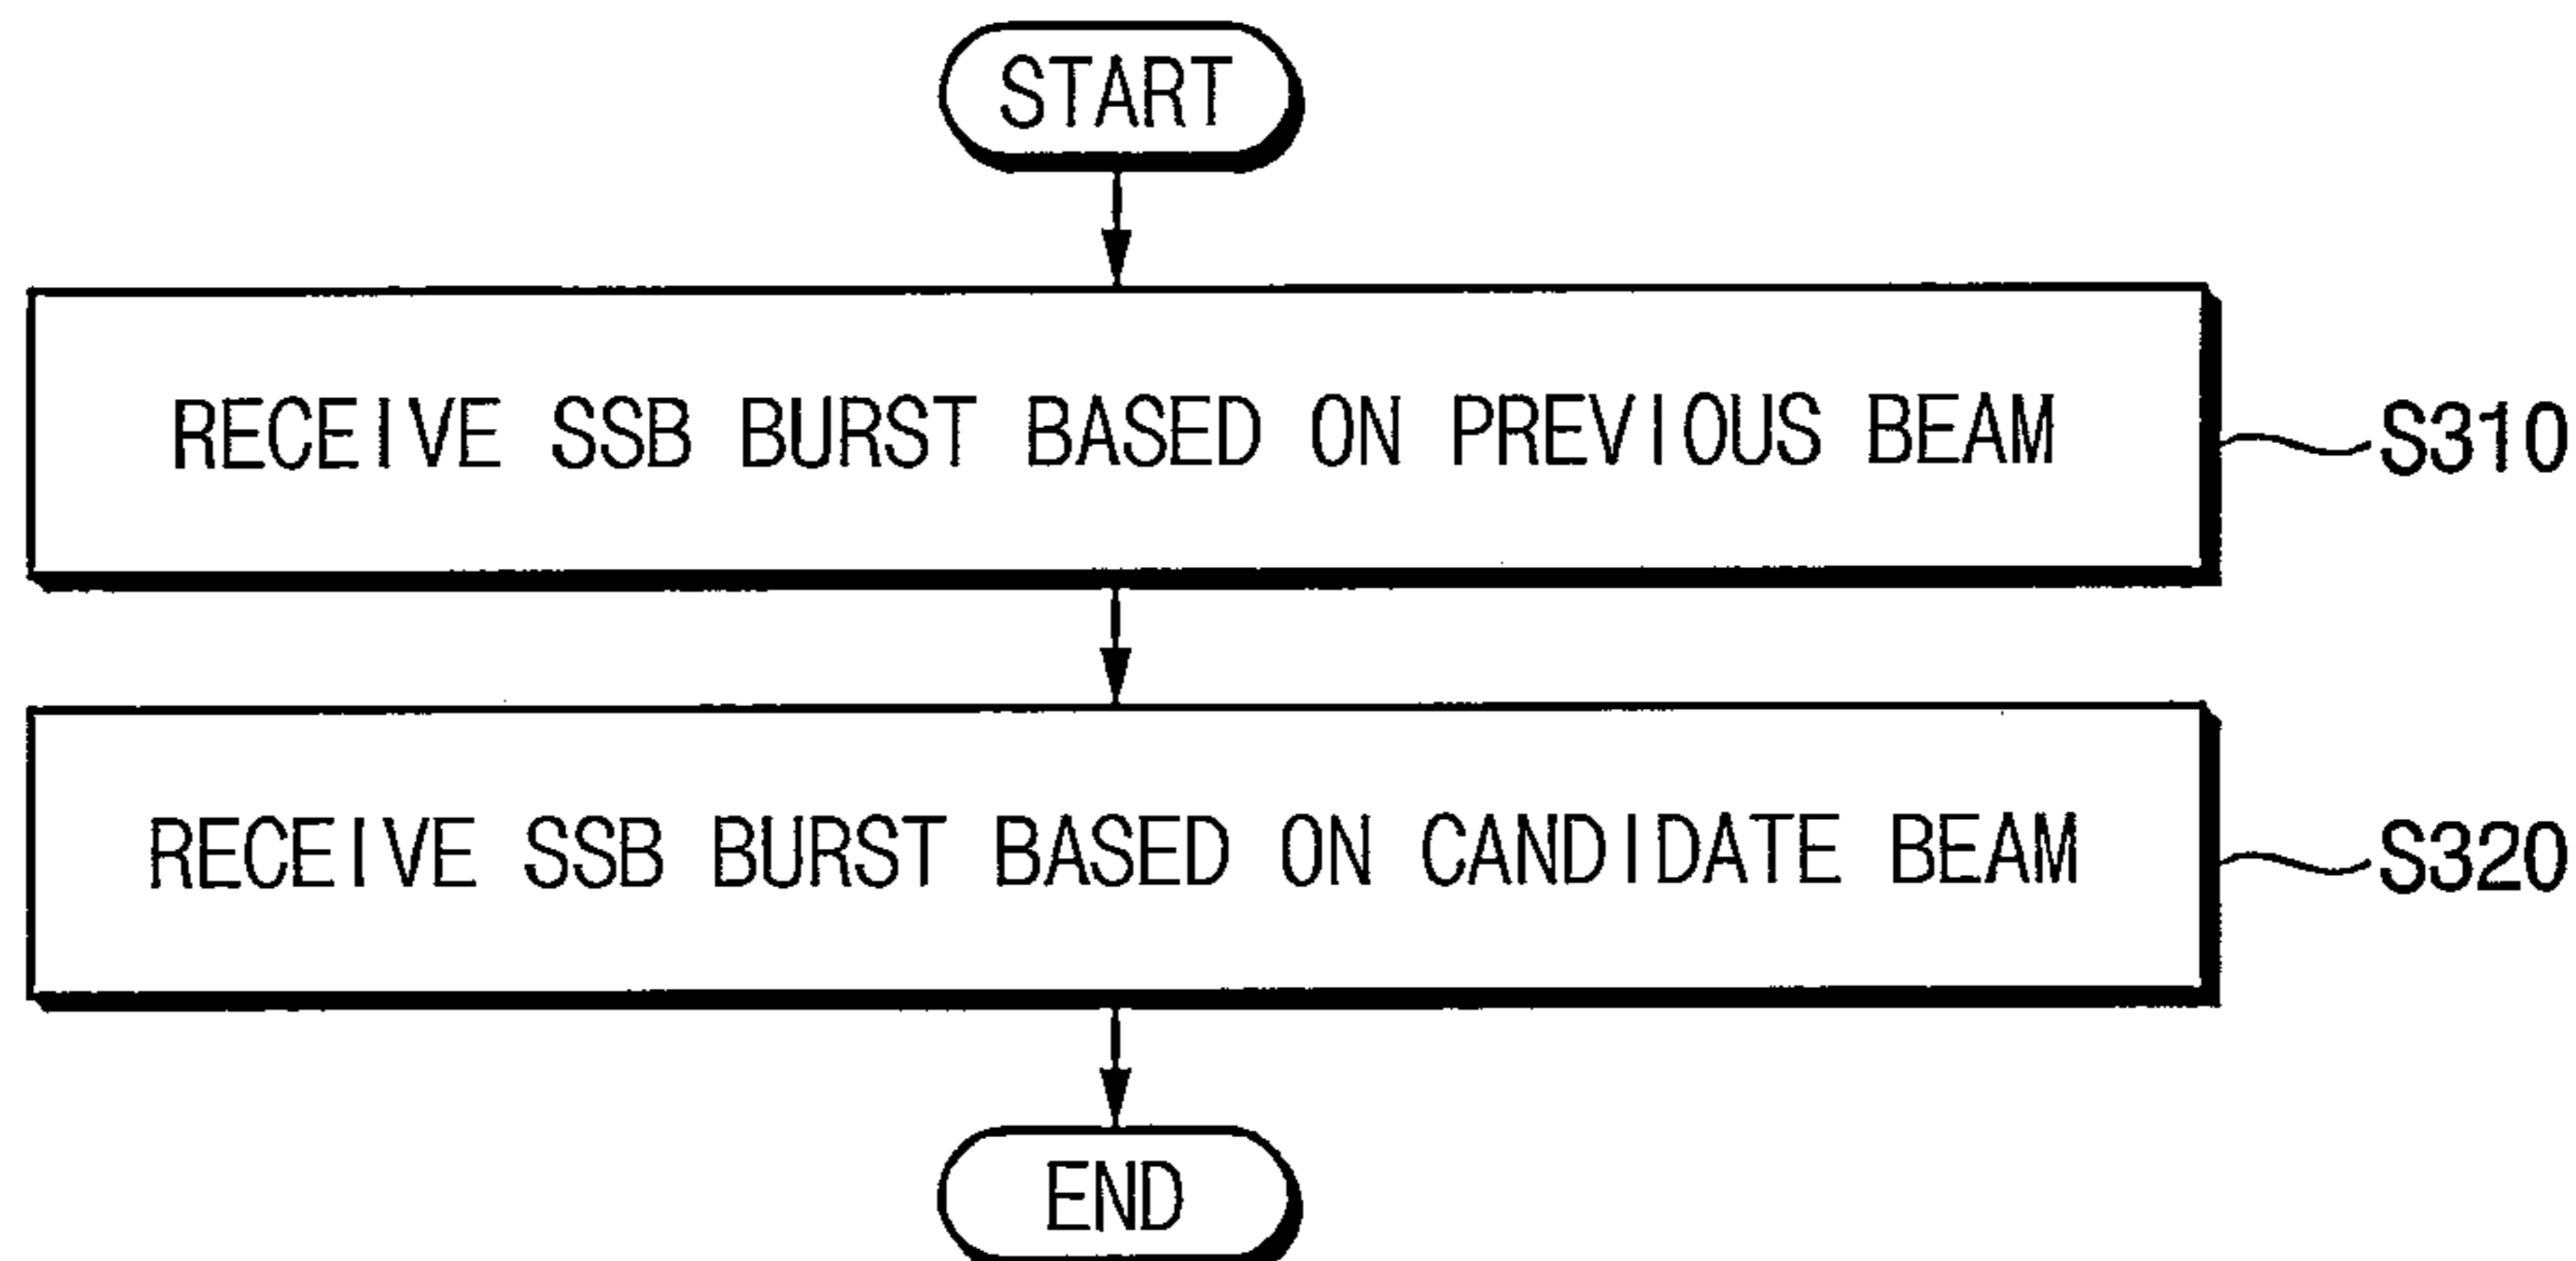 START
RECEIVE SSB BURST BASED ON PREVIOUS BEAM
S310
RECEIVE SSB BURST BASED ON CANDIDATE BEAM
S320
END